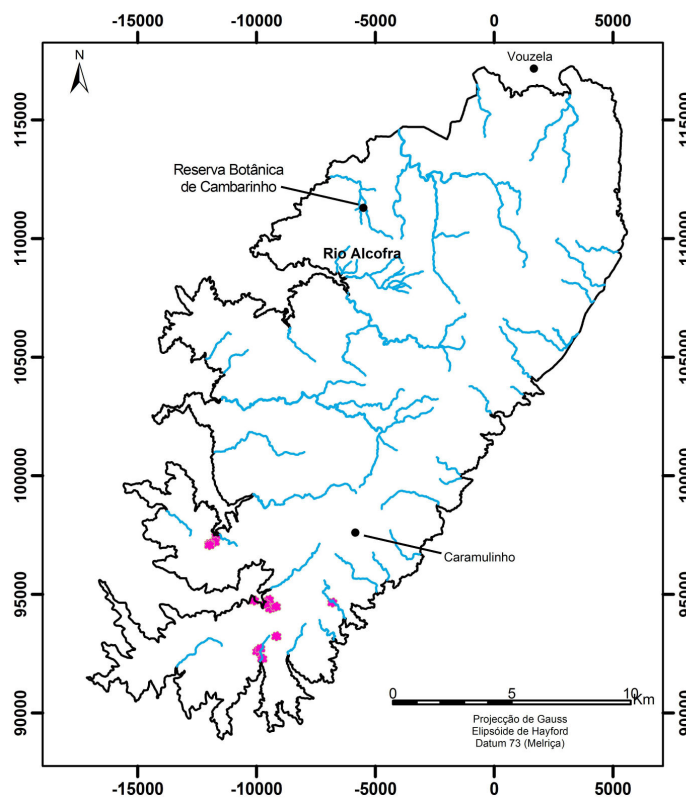 -15000 -10000 -5000 0 5000
N
Vouzela
115000 115000
Reserva Botânica
de Cambarinho
110000 110000
Rio Alcofra
105000 105000
100000 100000
Caramulinho
95000 95000
0 5 10
Km
90000 90000
Projecção de Gauss
Elipsóide de Hayford
Datum 73 (Melriça)
-15000 -10000 -5000 0 5000